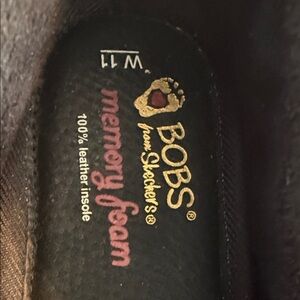 BOBS®
from Skechers®
memory foam
100% leather insole
W 11